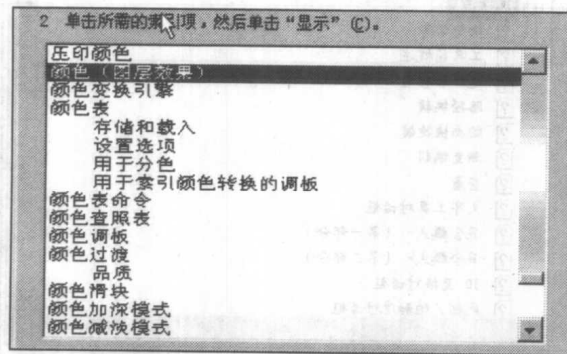 2 单击所需的索引项，然后单击“显示”(C)。
压印颜色
颜色（图层效果）
颜色变换引擎
颜色表
存储和载入
设置选项
用于分色
用于索引颜色转换的调板
颜色表命令
颜色查照表
颜色调板
颜色过渡
品质
颜色滑块
颜色加深模式
颜色减淡模式